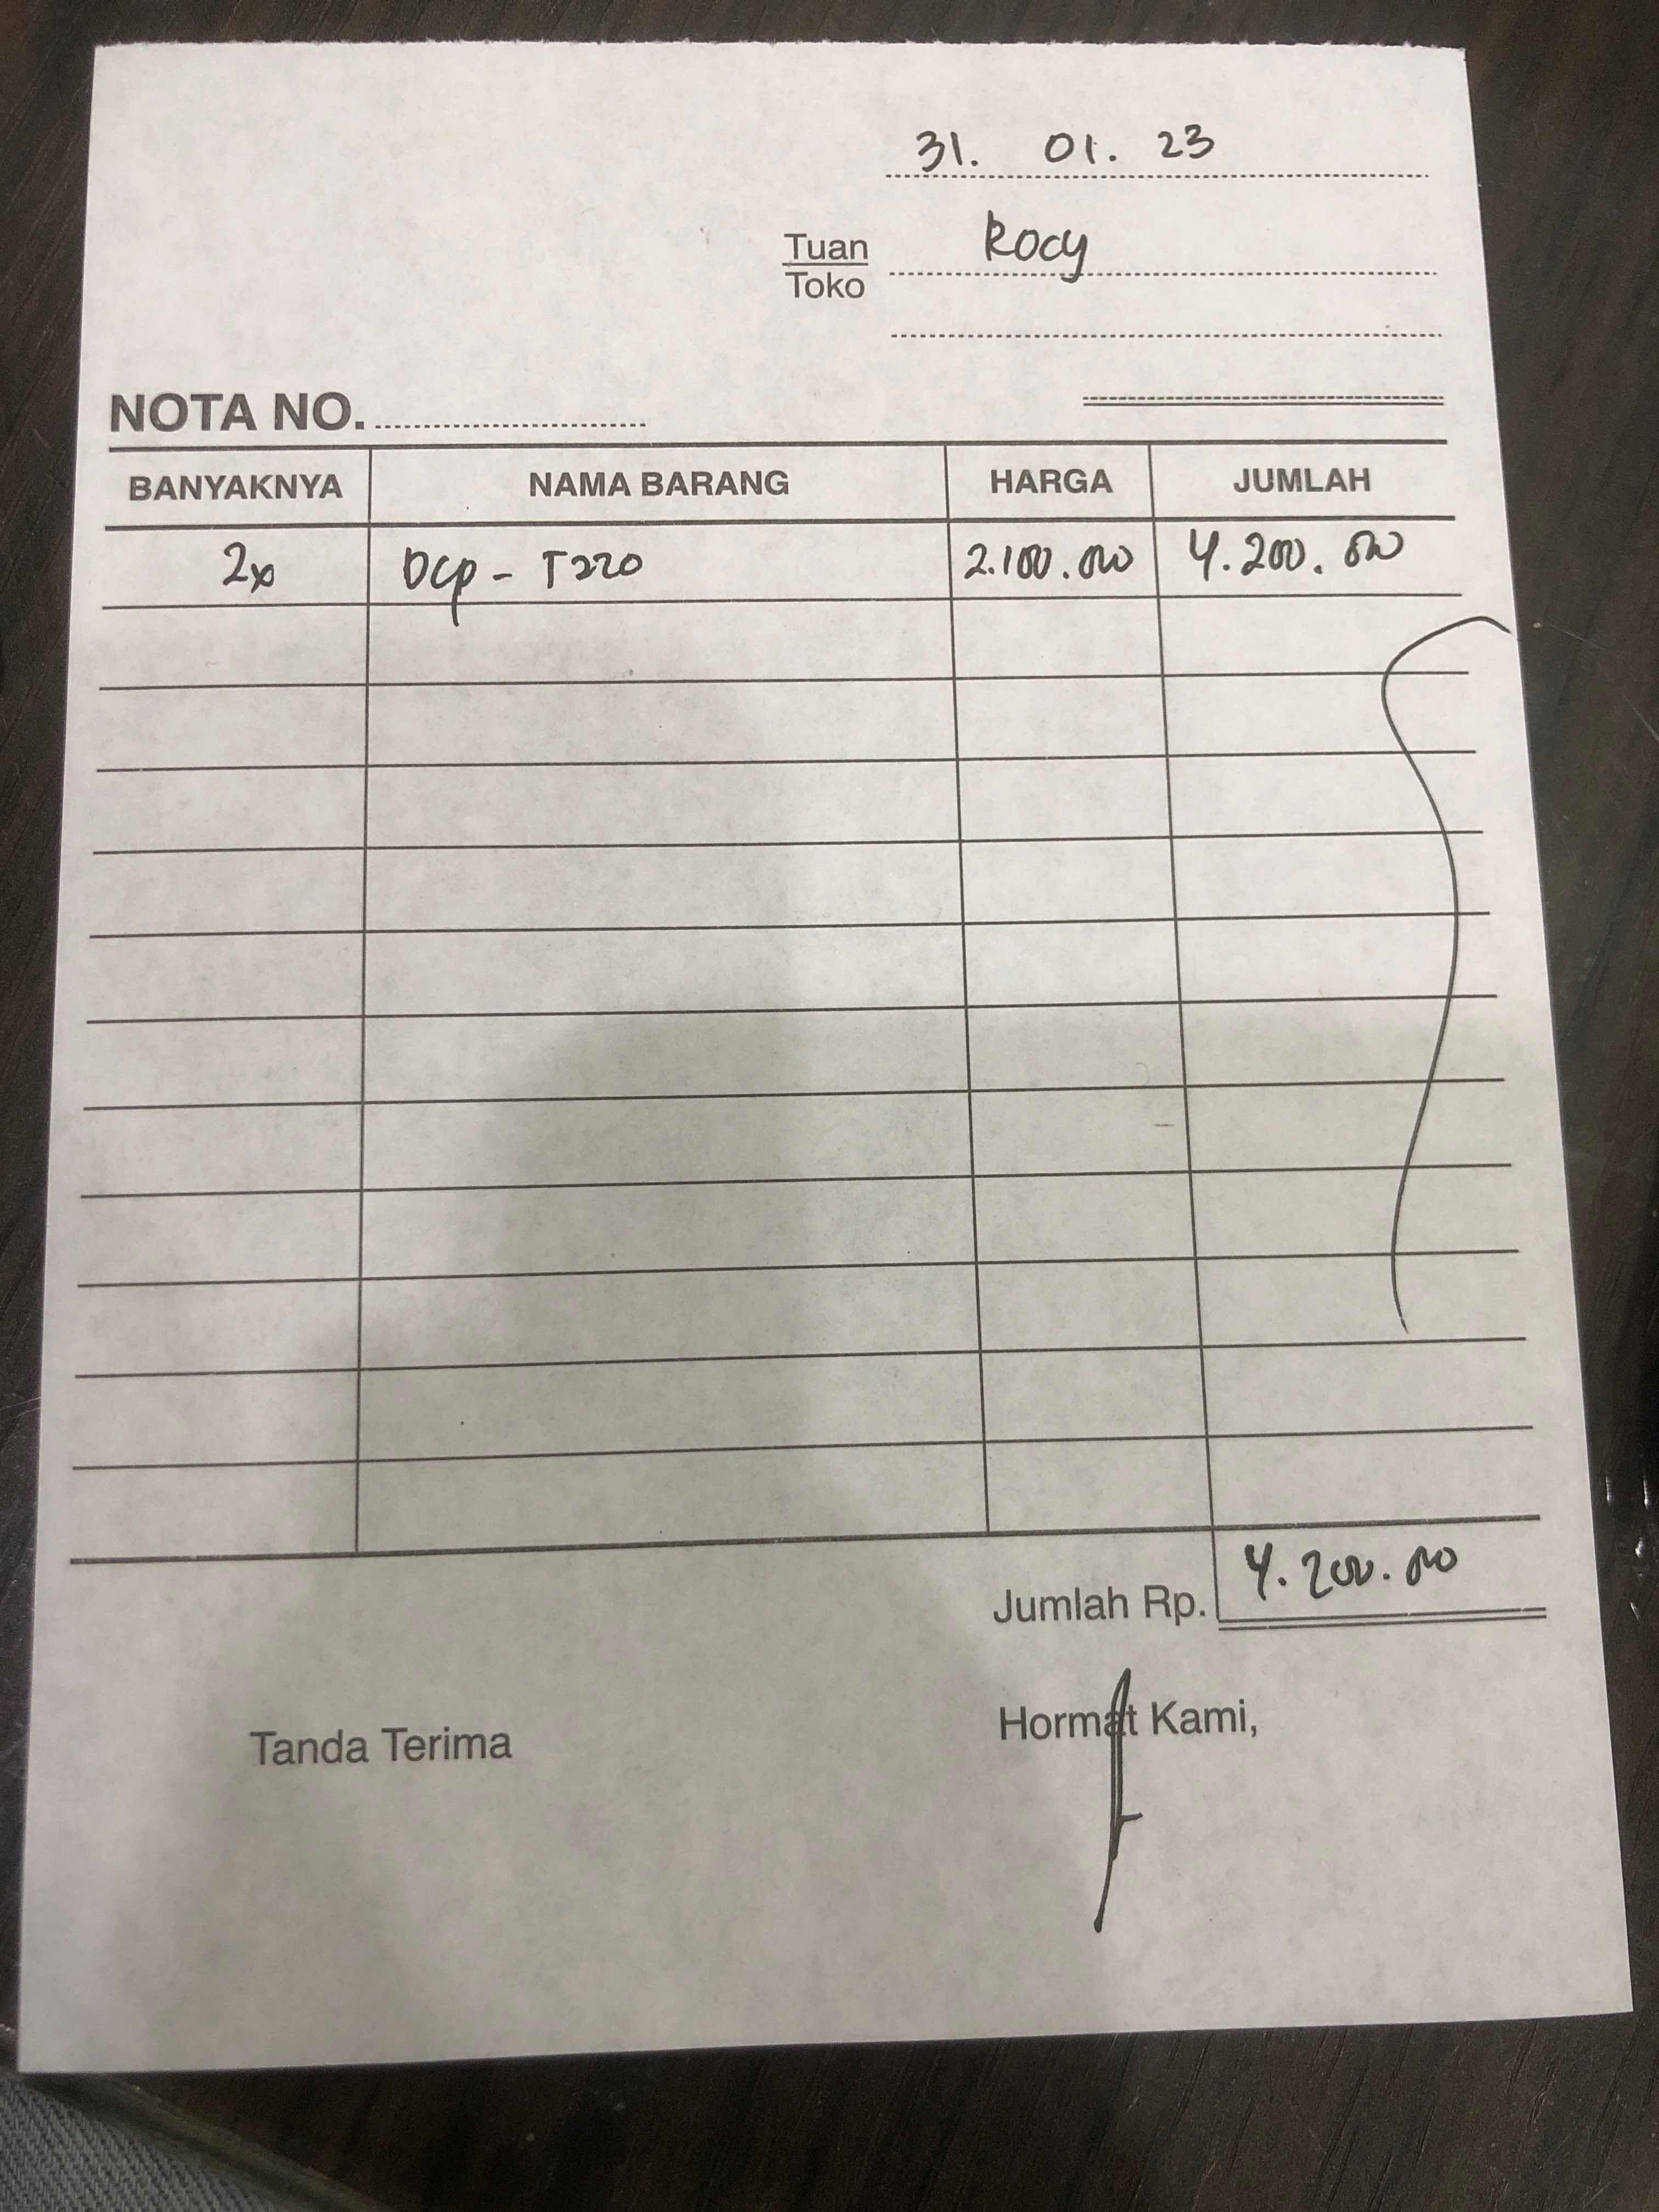 31. 01. 23
Tuan
Toko
Rocy
NOTA NO.
BANYAKNYA NAMA BARANG HARGA JUMLAH
2x DCP - T220 2.100.000 4.200.000
Jumlah Rp. 4.200.000
Tanda Terima Hormat Kami,